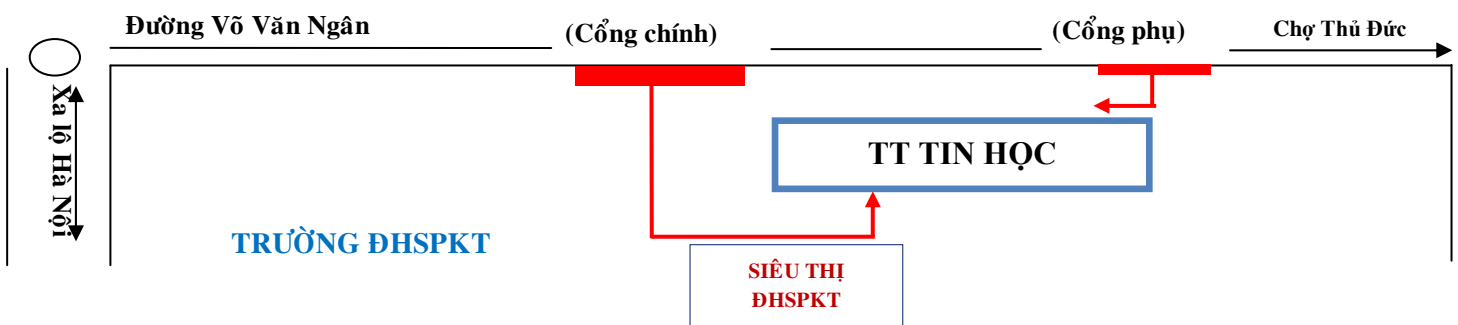 Đường Võ Văn Ngân
(Cổng chính)
(Cổng phụ)
Chợ Thủ Đức
Xa lộ Hà Nội
TT TIN HỌC
TRƯỜNG ĐHSPKT
SIÊU THỊ
ĐHSPKT